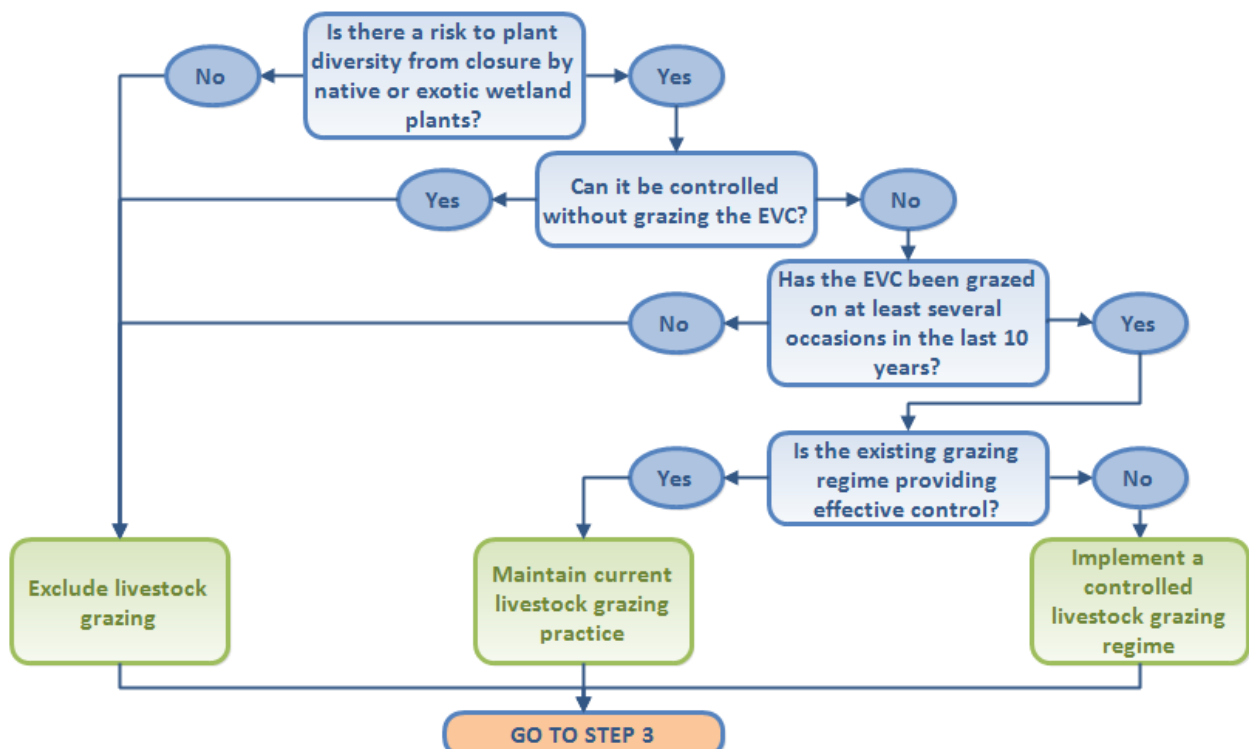 Is there a risk to plant
diversity from closure by
native or exotic wetland
plants?
No
Yes
Can it be controlled
without grazing the EVC?
Yes
No
Has the EVC been grazed
on at least several
occasions in the last 10
years?
No
Yes
Is the existing grazing
regime providing
effective control?
Yes
No
Exclude livestock
grazing
Maintain current
livestock grazing
practice
Implement a
controlled
livestock grazing
regime
GO TO STEP 3